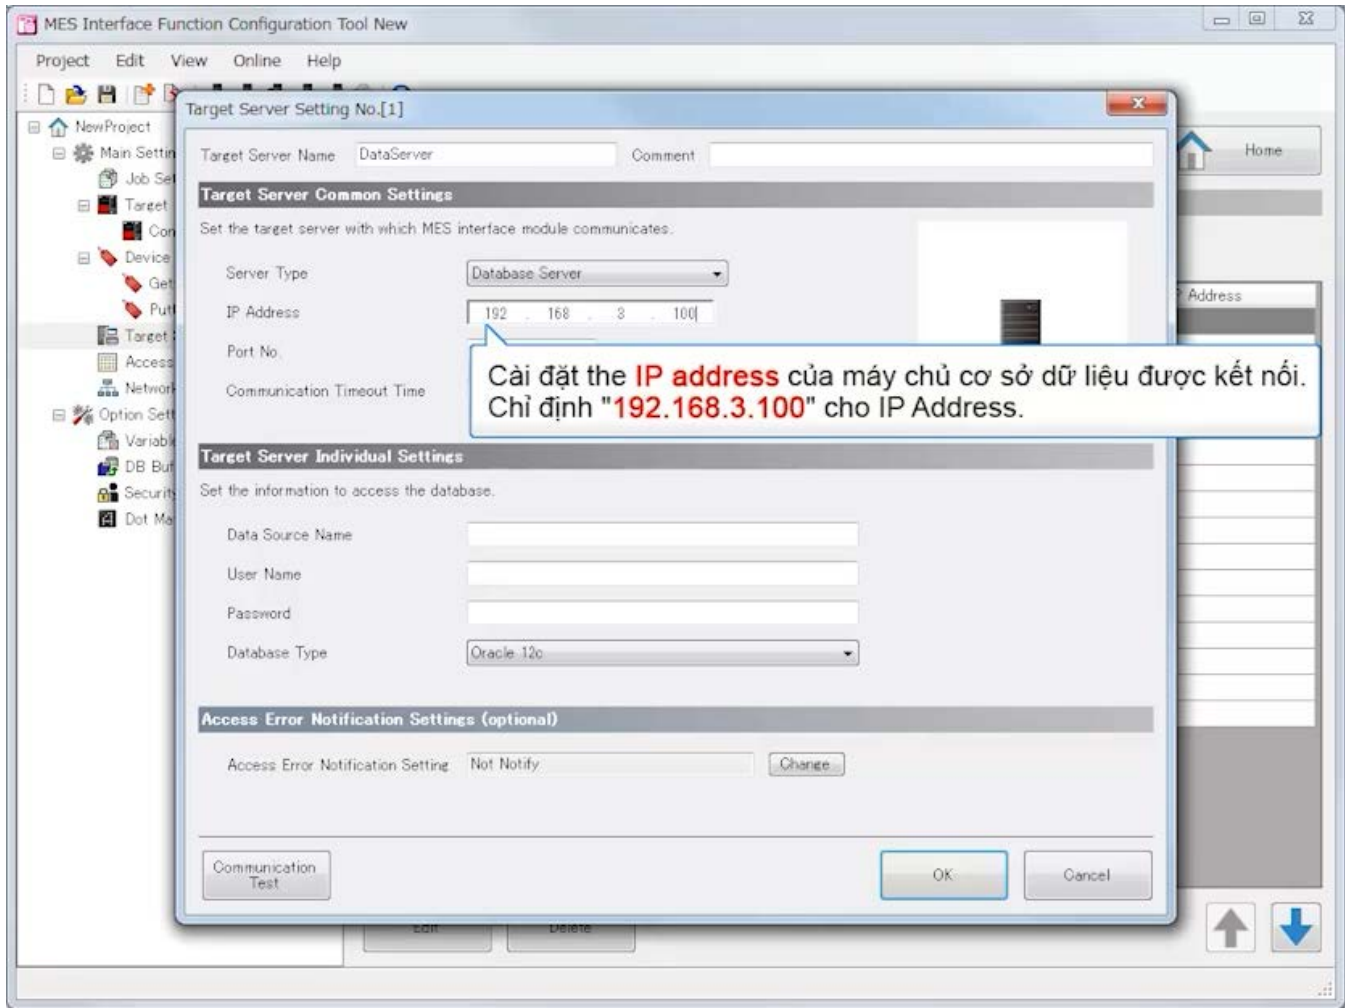 MES Interface Function Configuration Tool New
Project Edit View Online Help
Target Server Setting No.[1]
NewProject
Main Settin
Job Set
Target
Con
Device
Get
Put
Target
Access
Network
Option Sett
Variable
DB Buf
Security
Dot Ma
Home
Address
Target Server Name DataServer Comment
Target Server Common Settings
Set the target server with which MES interface module communicates.
Server Type Database Server
IP Address 192 . 168 . 3 . 100
Port No.
Communication Timeout Time
Cài đặt the IP address của máy chủ cơ sở dữ liệu được kết nối.
Chỉ định "192.168.3.100" cho IP Address.
Target Server Individual Settings
Set the information to access the database.
Data Source Name
User Name
Password
Database Type Oracle 12c
Access Error Notification Settings (optional)
Access Error Notification Setting Not Notify Change
Communication
Test
OK Cancel
Edit Delete